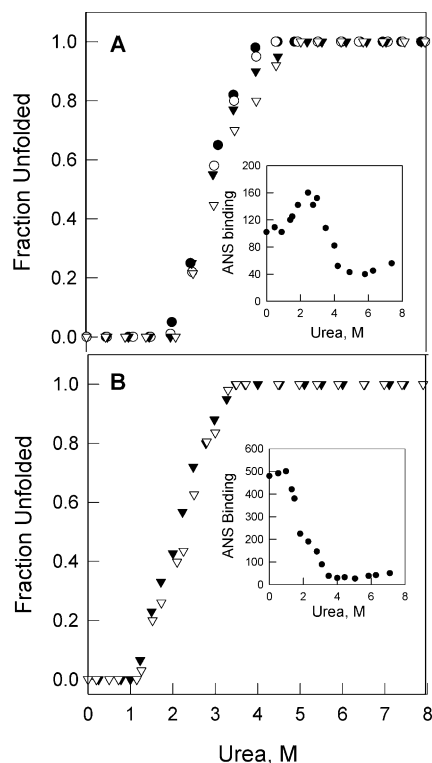 A
1.0
0.8
0.6
0.4
0.2
0.0
Fraction Unfolded
200
160
120
80
40
0
ANS binding
0 2 4 6 8
Urea, M
B
1.0
0.8
0.6
0.4
0.2
0.0
Fraction Unfolded
600
500
400
300
200
100
0
ANS Binding
0 2 4 6 8
Urea, M
0 1 2 3 4 5 6 7 8
Urea, M